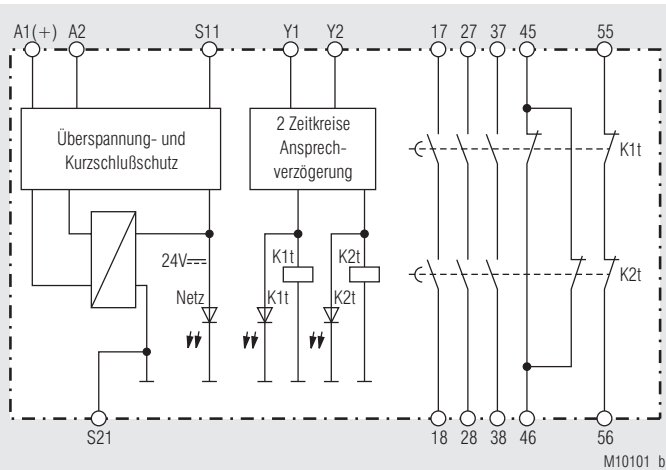 A1(+) A2 S11 Y1 Y2 17 27 37 45 55
Überspannung- und
Kurzschlußschutz
2 Zeitkreise
Ansprech-
verzögerung
K1t
24V
K1t K2t
K2t
Netz K1t K2t
S21 18 28 38 46 56
M10101_b